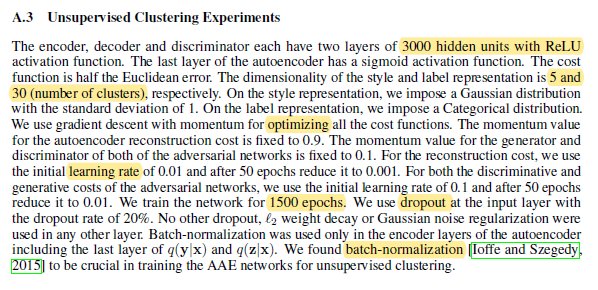 A.3 Unsupervised Clustering Experiments
The encoder, decoder and discriminator each have two layers of 3000 hidden units with ReLU
activation function. The last layer of the autoencoder has a sigmoid activation function. The cost
function is half the Euclidean error. The dimensionality of the style and label representation is 5 and
30 (number of clusters), respectively. On the style representation, we impose a Gaussian distribution
with the standard deviation of 1. On the label representation, we impose a Categorical distribution.
We use gradient descent with momentum for optimizing all the cost functions. The momentum value
for the autoencoder reconstruction cost is fixed to 0.9. The momentum value for the generator and
discriminator of both of the adversarial networks is fixed to 0.1. For the reconstruction cost, we use
the initial learning rate of 0.01 and after 50 epochs reduce it to 0.001. For both the discriminative and
generative costs of the adversarial networks, we use the initial learning rate of 0.1 and after 50 epochs
reduce it to 0.01. We train the network for 1500 epochs. We use dropout at the input layer with
the dropout rate of 20%. No other dropout, ℓ2 weight decay or Gaussian noise regularization were
used in any other layer. Batch-normalization was used only in the encoder layers of the autoencoder
including the last layer of q(y|x) and q(z|x). We found batch-normalization [Ioffe and Szegedy,
2015] to be crucial in training the AAE networks for unsupervised clustering.